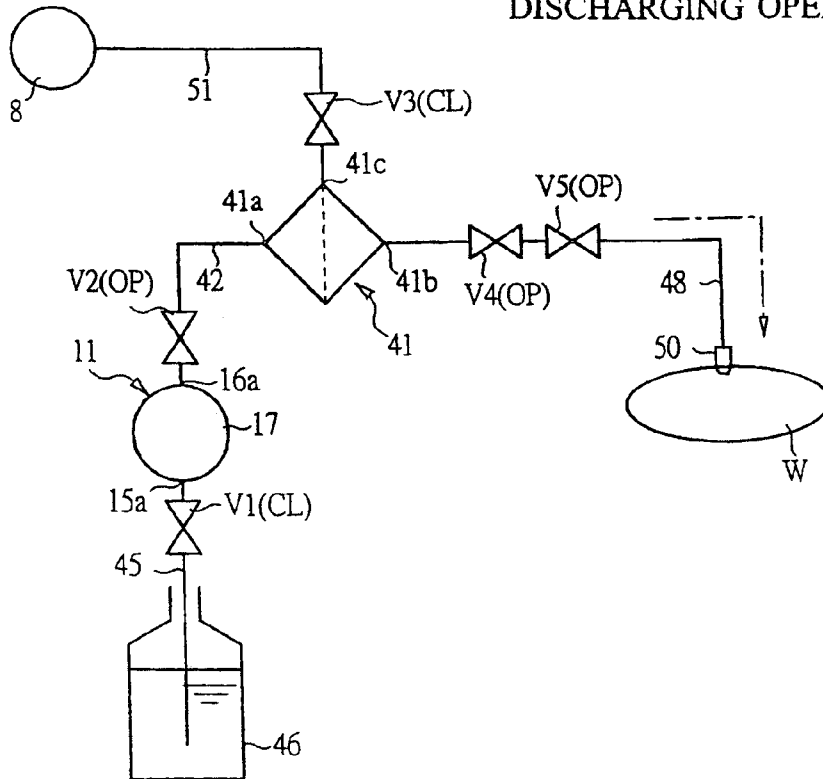 DISCHARGING OPE
8
51
V3(CL)
41c
41a
V5(OP)
42
41b
V4(OP)
48
V2(OP)
41
50
11
16a
17
W
15a
V1(CL)
45
46